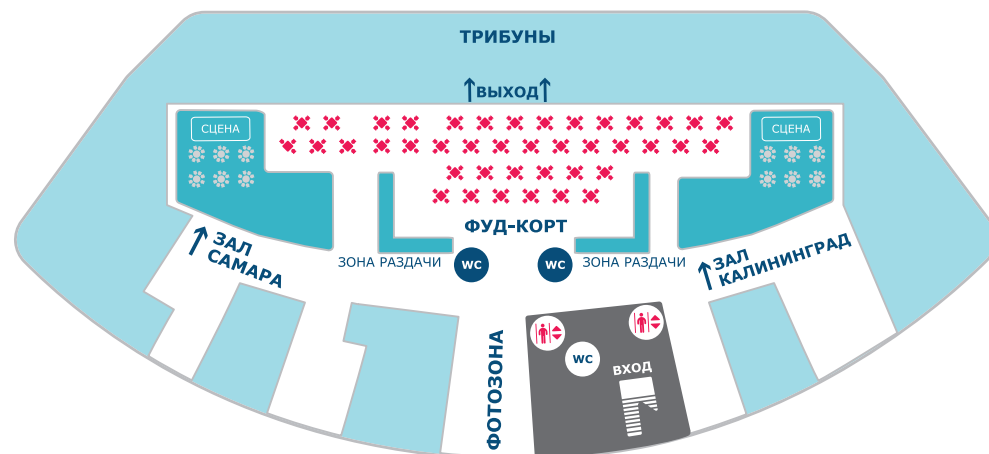 ТРИБУНЫ
ВЫХОД
СЦЕНА
СЦЕНА
ФУД-КОРТ
ЗАЛ
САМАРА
ЗОНА РАЗДАЧИ
WC
WC
ЗОНА РАЗДАЧИ
ЗАЛ
КАЛИНИНГРАД
ФОТОЗОНА
WC
ВХОД